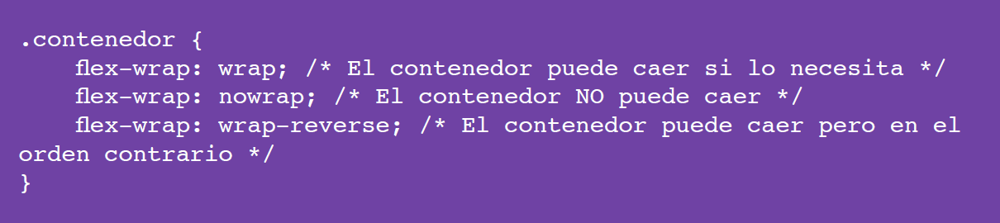 .contenedor {
    flex-wrap: wrap; /* El contenedor puede caer si lo necesita */
    flex-wrap: nowrap; /* El contenedor NO puede caer */
    flex-wrap: wrap-reverse; /* El contenedor puede caer pero en el
orden contrario */
}